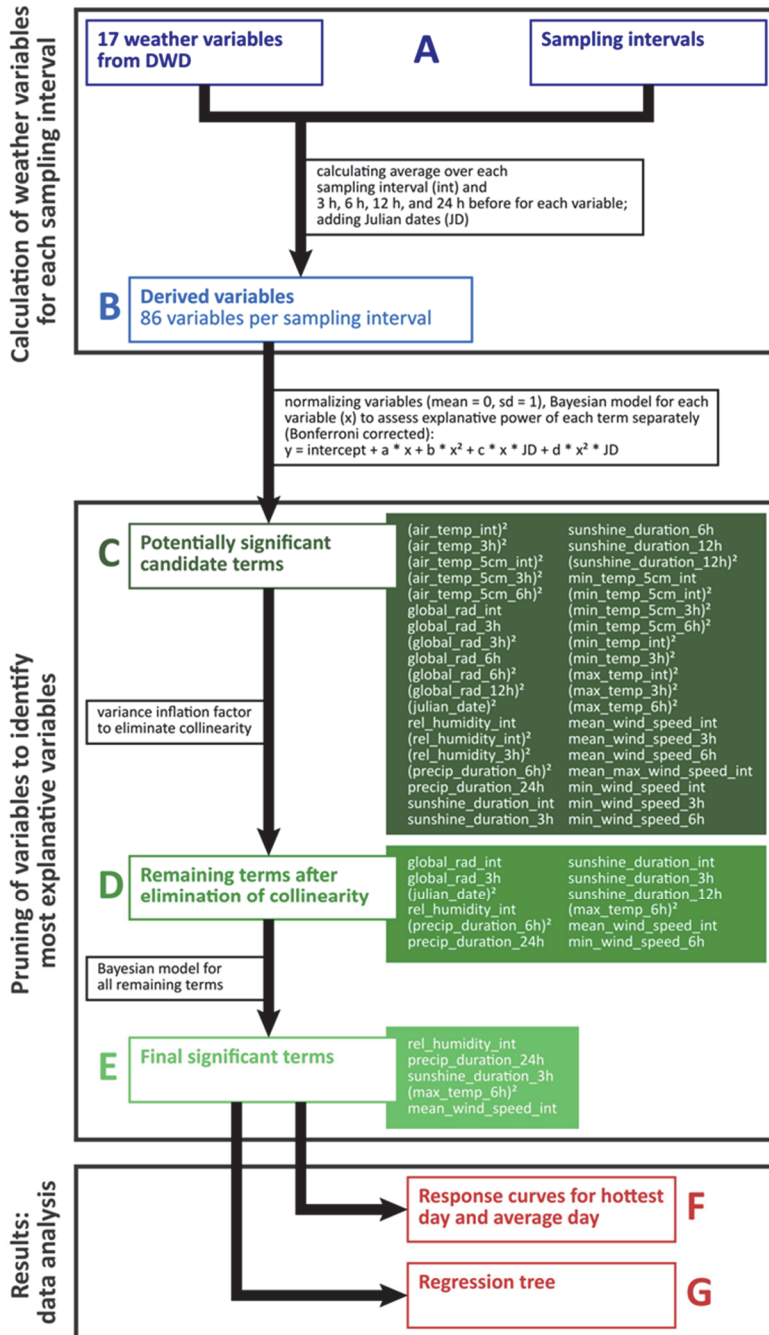 Calculation of weather variables
for each sampling interval
17 weather variables
from DWD
A
Sampling intervals
calculating average over each
sampling interval (int) and
3 h, 6 h, 12 h, and 24 h before for each variable;
adding Julian dates (JD)
B
Derived variables
86 variables per sampling interval
normalizing variables (mean = 0, sd = 1), Bayesian model for each
variable (x) to assess explanative power of each term separately
(Bonferroni corrected):
y = intercept + a * x + b * x² + c * x * JD + d * x² * JD
Pruning of variables to identify
most explanative variables
C
Potentially significant
candidate terms
(air_temp_int)²
(air_temp_3h)²
(air_temp_5cm_int)²
(air_temp_5cm_3h)²
(air_temp_5cm_6h)²
global_rad_int
global_rad_3h
(global_rad_3h)²
global_rad_6h
(global_rad_6h)²
(global_rad_12h)²
(julian_date)²
rel_humidity_int
(rel_humidity_int)²
(rel_humidity_3h)²
(precip_duration_6h)²
precip_duration_24h
sunshine_duration_int
sunshine_duration_3h
sunshine_duration_6h
sunshine_duration_12h
(sunshine_duration_12h)²
min_temp_5cm_int
(min_temp_5cm_int)²
(min_temp_5cm_3h)²
(min_temp_5cm_6h)²
(min_temp_int)²
(min_temp_3h)²
(max_temp_int)²
(max_temp_3h)²
(max_temp_6h)²
mean_wind_speed_int
mean_wind_speed_3h
mean_wind_speed_6h
mean_max_wind_speed_int
min_wind_speed_int
min_wind_speed_3h
min_wind_speed_6h
variance inflation factor
to eliminate collinearity
D
Remaining terms after
elimination of collinearity
global_rad_int
global_rad_3h
(julian_date)²
rel_humidity_int
(precip_duration_6h)²
precip_duration_24h
sunshine_duration_int
sunshine_duration_3h
sunshine_duration_12h
(max_temp_6h)²
mean_wind_speed_int
min_wind_speed_6h
Bayesian model for
all remaining terms
E
Final significant terms
rel_humidity_int
precip_duration_24h
sunshine_duration_3h
(max_temp_6h)²
mean_wind_speed_int
Results:
data analysis
Response curves for hottest
day and average day
F
Regression tree
G